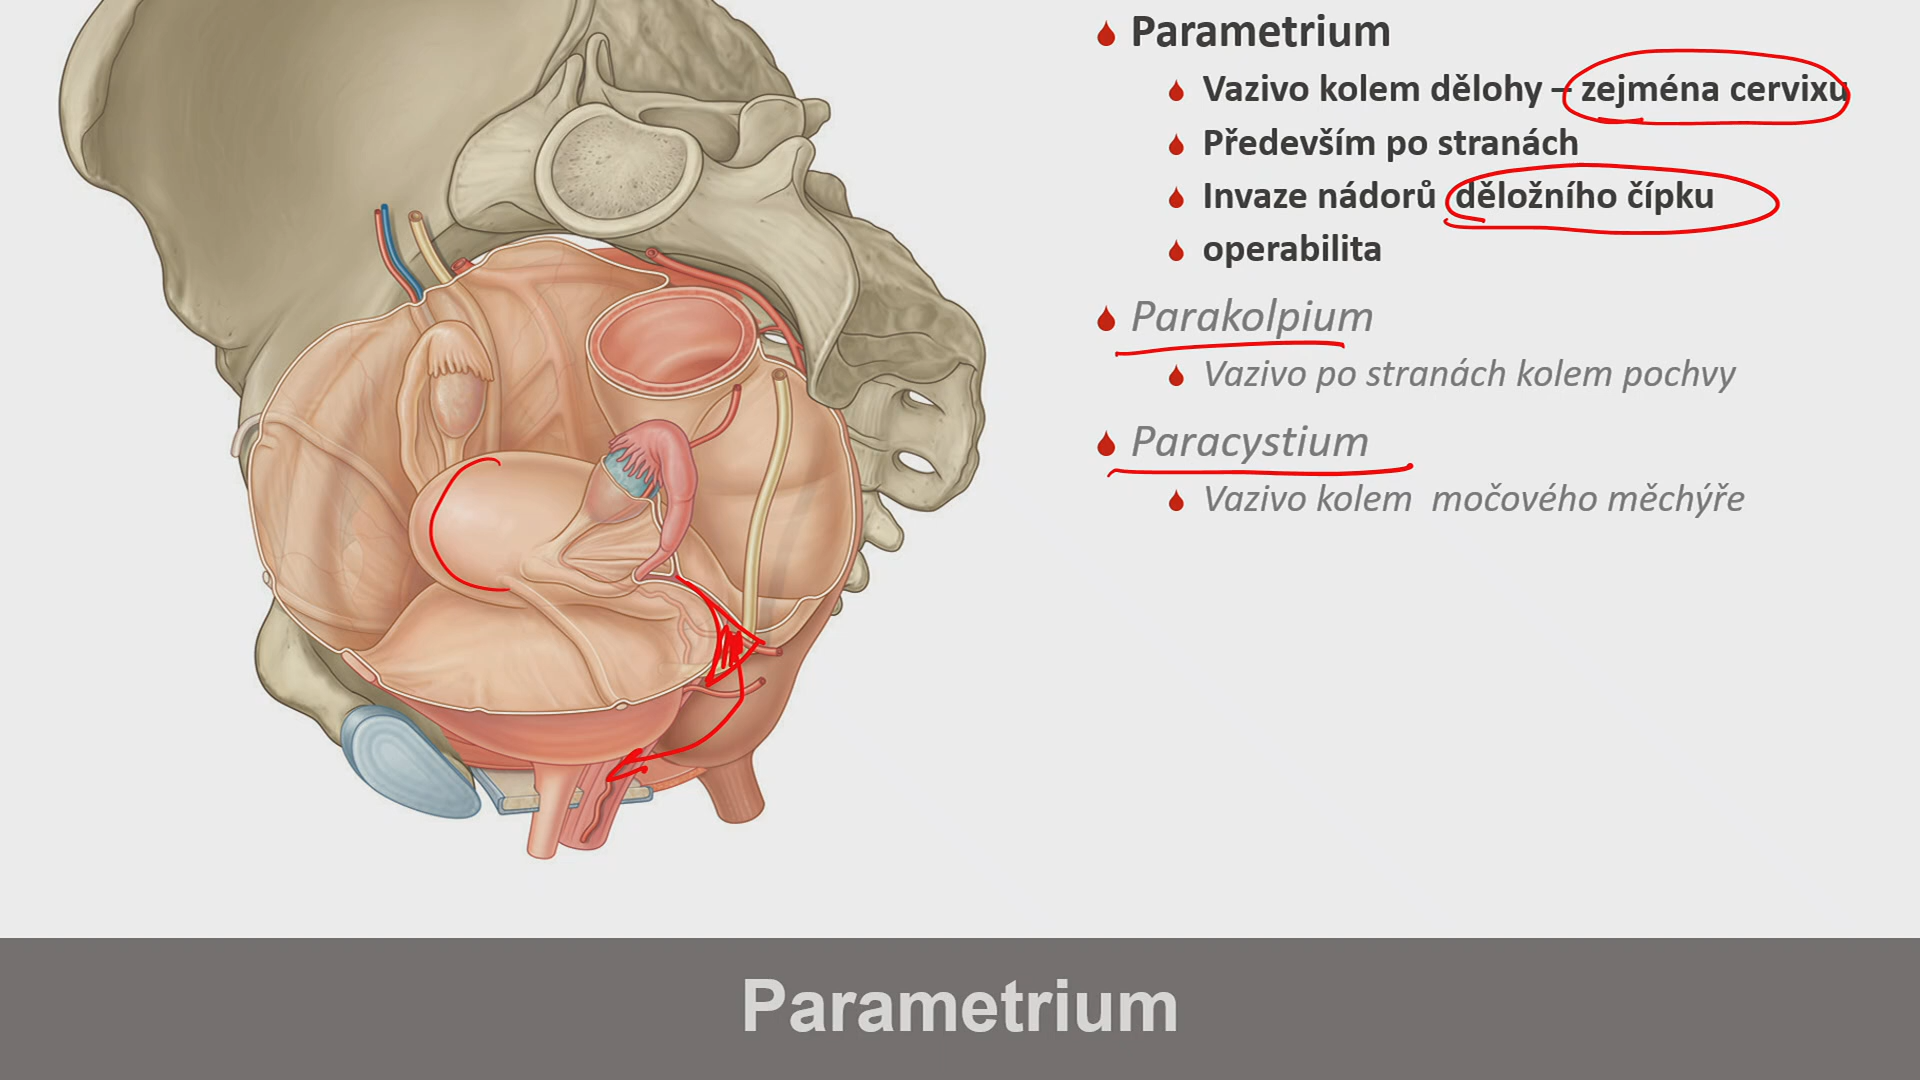 Parametrium
Vazivo kolem dělohy – zejména cervixu
Především po stranách
Invaze nádorů děložního čípku
operabilita
Parakolpium
Vazivo po stranách kolem pochvy
Paracystium
Vazivo kolem močového měchýře
Parametrium